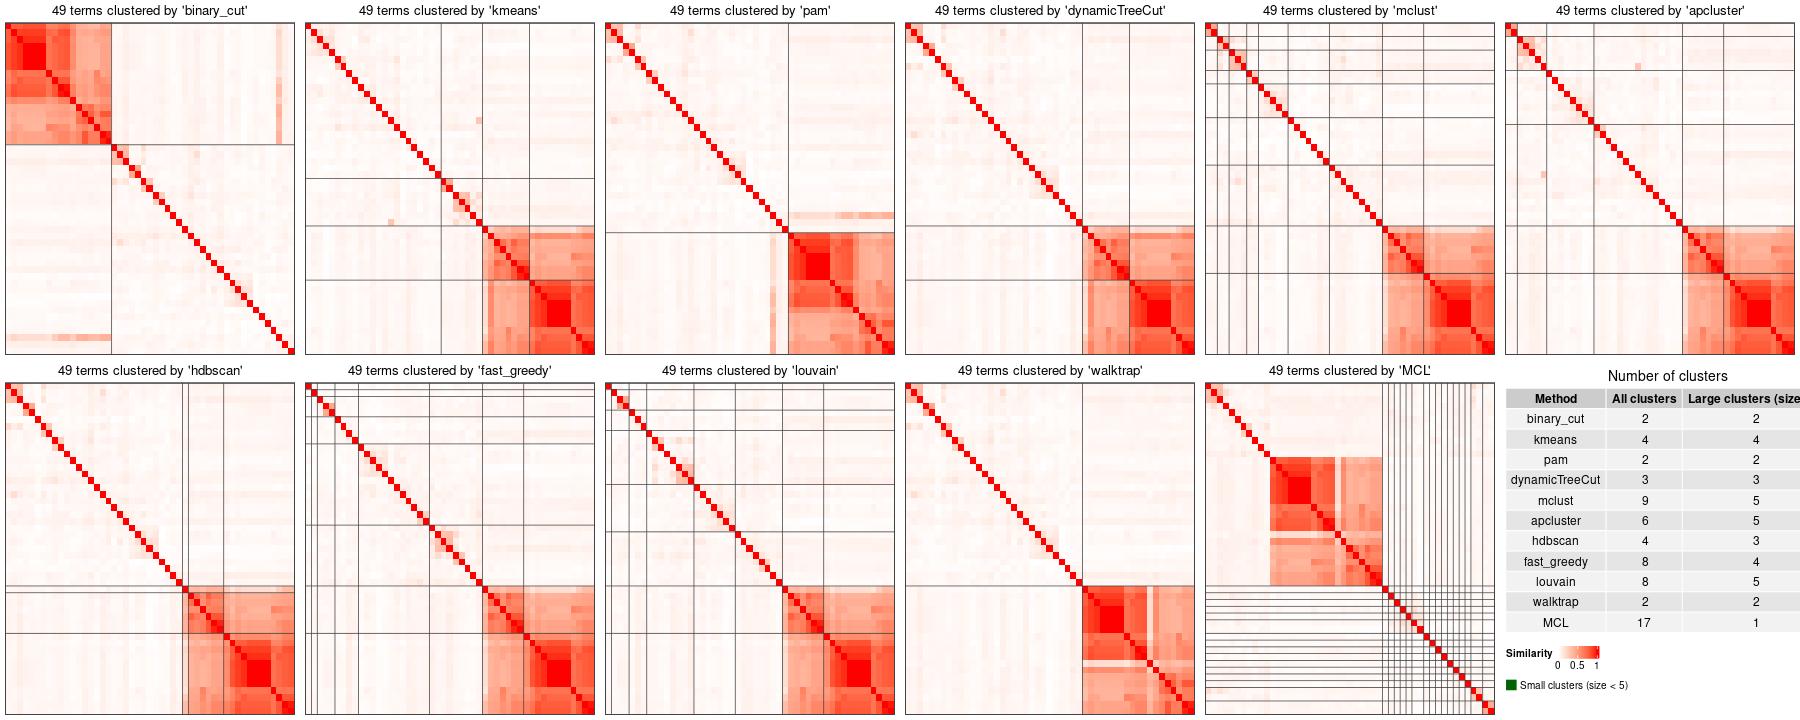 49 terms clustered by 'binary_cut'
49 terms clustered by 'kmeans'
49 terms clustered by 'pam'
49 terms clustered by 'dynamicTreeCut'
49 terms clustered by 'mclust'
49 terms clustered by 'apcluster'
49 terms clustered by 'hdbscan'
49 terms clustered by 'fast_greedy'
49 terms clustered by 'louvain'
49 terms clustered by 'walktrap'
49 terms clustered by 'MCL'
Number of clusters
Method All clusters Large clusters (size
binary_cut 2 2
kmeans 4 4
pam 2 2
dynamicTreeCut 3 3
mclust 9 5
apcluster 6 5
hdbscan 4 3
fast_greedy 8 4
louvain 8 5
walktrap 2 2
MCL 17 1
Similarity
0 0.5 1
Small clusters (size < 5)